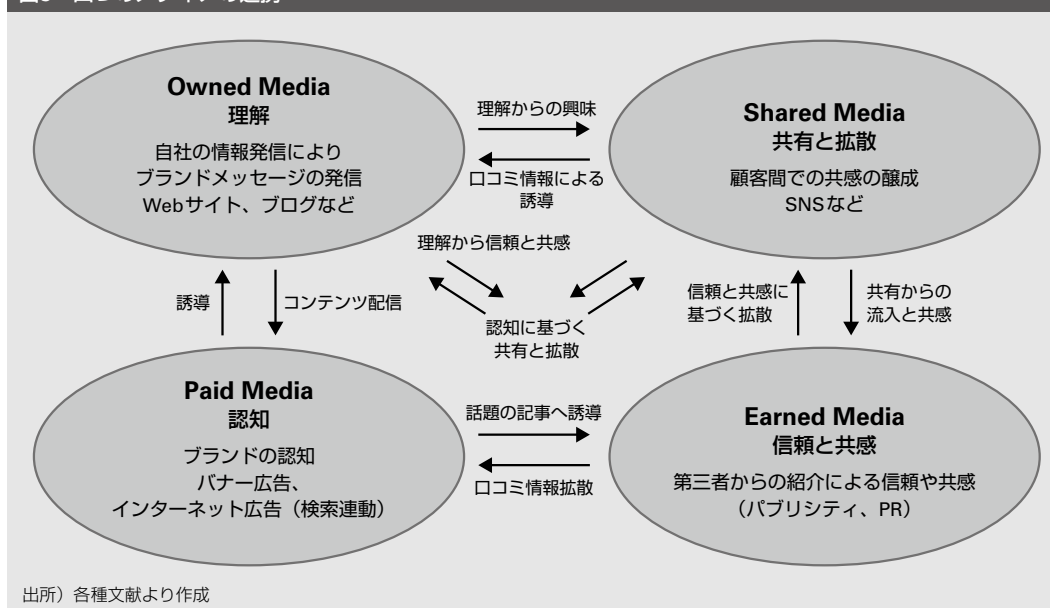 Owned Media
理解
自社の情報発信により
ブランドメッセージの発信
Webサイト、ブログなど
理解からの興味
口コミ情報による
誘導
Shared Media
共有と拡散
顧客間での共感の醸成
SNSなど
理解から信頼と共感
誘導
コンテンツ配信
認知に基づく
共有と拡散
信頼と共感に
基づく拡散
共有からの
流入と共感
Paid Media
認知
ブランドの認知
バナー広告、
インターネット広告（検索連動）
話題の記事へ誘導
口コミ情報拡散
Earned Media
信頼と共感
第三者からの紹介による信頼や共感
（パブリシティ、PR）
出所）各種文献より作成